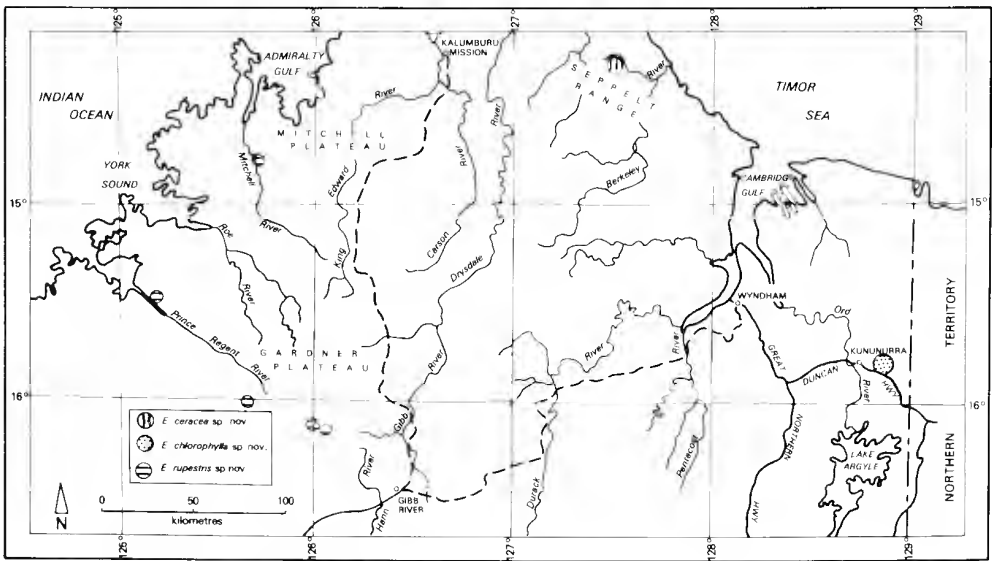 125°
126°
127°
128°
129°
ADMIRALTY
GULF
KALUMBURU
MISSION
INDIAN
OCEAN
TIMOR
SEA
SEPPELT
RANGE
River
River
River
River
MITCHELL
PLATEAU
Mitchell
River
Edward
King
Carson
Drysdale
Berkeley
YORK
SOUND
15°
15°
AMBRIDG
GULF
Roe
River
Prince
Regent
River
GARDNER
PLATEAU
WYNDHAM
Ord
River
River
River
GREAT
NORTHERN
HWY
DUNCAN
HWY
KUNUNURRA
LAKE
ARGYLE
NORTHERN
TERRITORY
16°
16°
Gibb
River
Hann
GIBB
RIVER
Durack
Pentecost
E ceracea sp nov
E chlorophylla sp nov.
E rupestris sp nov
0 50 100
kilometres
N
125°
126°
127°
128°
129°